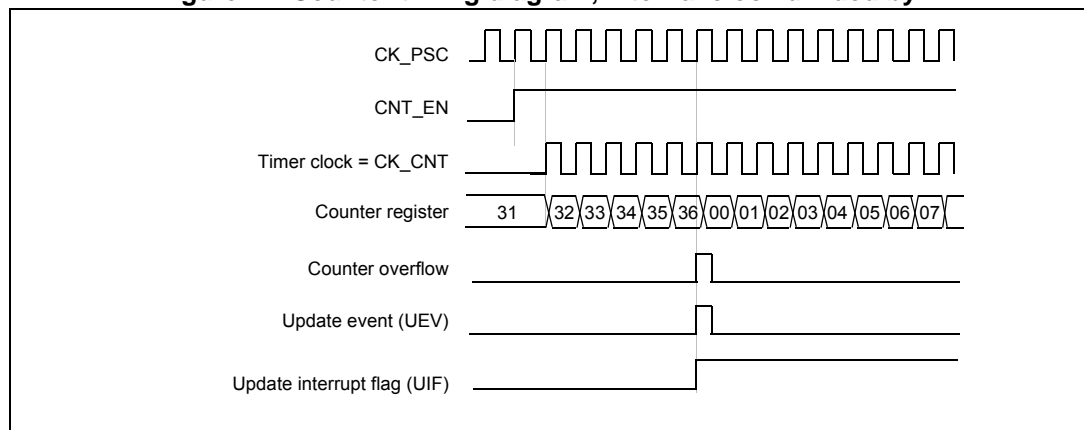 CK_PSC
CNT_EN
Timer clock = CK_CNT
Counter register 31 32 33 34 35 36 00 01 02 03 04 05 06 07
Counter overflow
Update event (UEV)
Update interrupt flag (UIF)